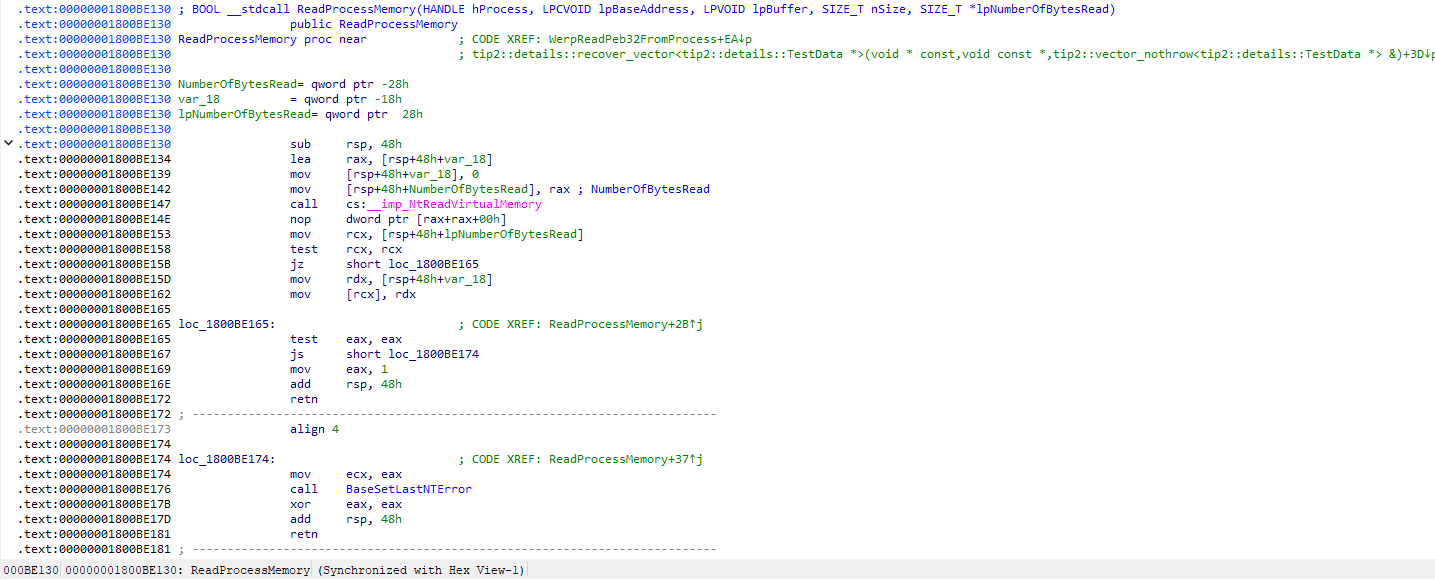 .text:00000001800BE130 ; BOOL __stdcall ReadProcessMemory(HANDLE hProcess, LPCVOID lpBaseAddress, LPVOID lpBuffer, SIZE_T nSize, SIZE_T *lpNumberOfBytesRead)
.text:00000001800BE130 public ReadProcessMemory
.text:00000001800BE130 ReadProcessMemory proc near ; CODE XREF: WerpReadPeb32FromProcess+EA↓p
.text:00000001800BE130 ; tip2::details::recover_vector<tip2::details::TestData *>(void * const,void const *,tip2::vector_nothrow<tip2::details::TestData *> &)+3D↓p
.text:00000001800BE130
.text:00000001800BE130 NumberOfBytesRead= qword ptr -28h
.text:00000001800BE130 var_18 = qword ptr -18h
.text:00000001800BE130 lpNumberOfBytesRead= qword ptr 28h
.text:00000001800BE130
.text:00000001800BE130 sub rsp, 48h
.text:00000001800BE134 lea rax, [rsp+48h+var_18]
.text:00000001800BE139 mov [rsp+48h+var_18], 0
.text:00000001800BE142 mov [rsp+48h+NumberOfBytesRead], rax ; NumberOfBytesRead
.text:00000001800BE147 call cs:__imp_NtReadVirtualMemory
.text:00000001800BE14E nop dword ptr [rax+rax+00h]
.text:00000001800BE153 mov rcx, [rsp+48h+lpNumberOfBytesRead]
.text:00000001800BE158 test rcx, rcx
.text:00000001800BE15B jz short loc_1800BE165
.text:00000001800BE15D mov rdx, [rsp+48h+var_18]
.text:00000001800BE162 mov [rcx], rdx
.text:00000001800BE165
.text:00000001800BE165 loc_1800BE165: ; CODE XREF: ReadProcessMemory+2B↑j
.text:00000001800BE165 test eax, eax
.text:00000001800BE167 js short loc_1800BE174
.text:00000001800BE169 mov eax, 1
.text:00000001800BE16E add rsp, 48h
.text:00000001800BE172 retn
.text:00000001800BE172 ; ---------------------------------------------------------------------------
.text:00000001800BE173 align 4
.text:00000001800BE174
.text:00000001800BE174 loc_1800BE174: ; CODE XREF: ReadProcessMemory+37↑j
.text:00000001800BE174 mov ecx, eax
.text:00000001800BE176 call BaseSetLastNTError
.text:00000001800BE17B xor eax, eax
.text:00000001800BE17D add rsp, 48h
.text:00000001800BE181 retn
.text:00000001800BE181 ; ---------------------------------------------------------------------------
000BE130 00000001800BE130: ReadProcessMemory (Synchronized with Hex View-1)